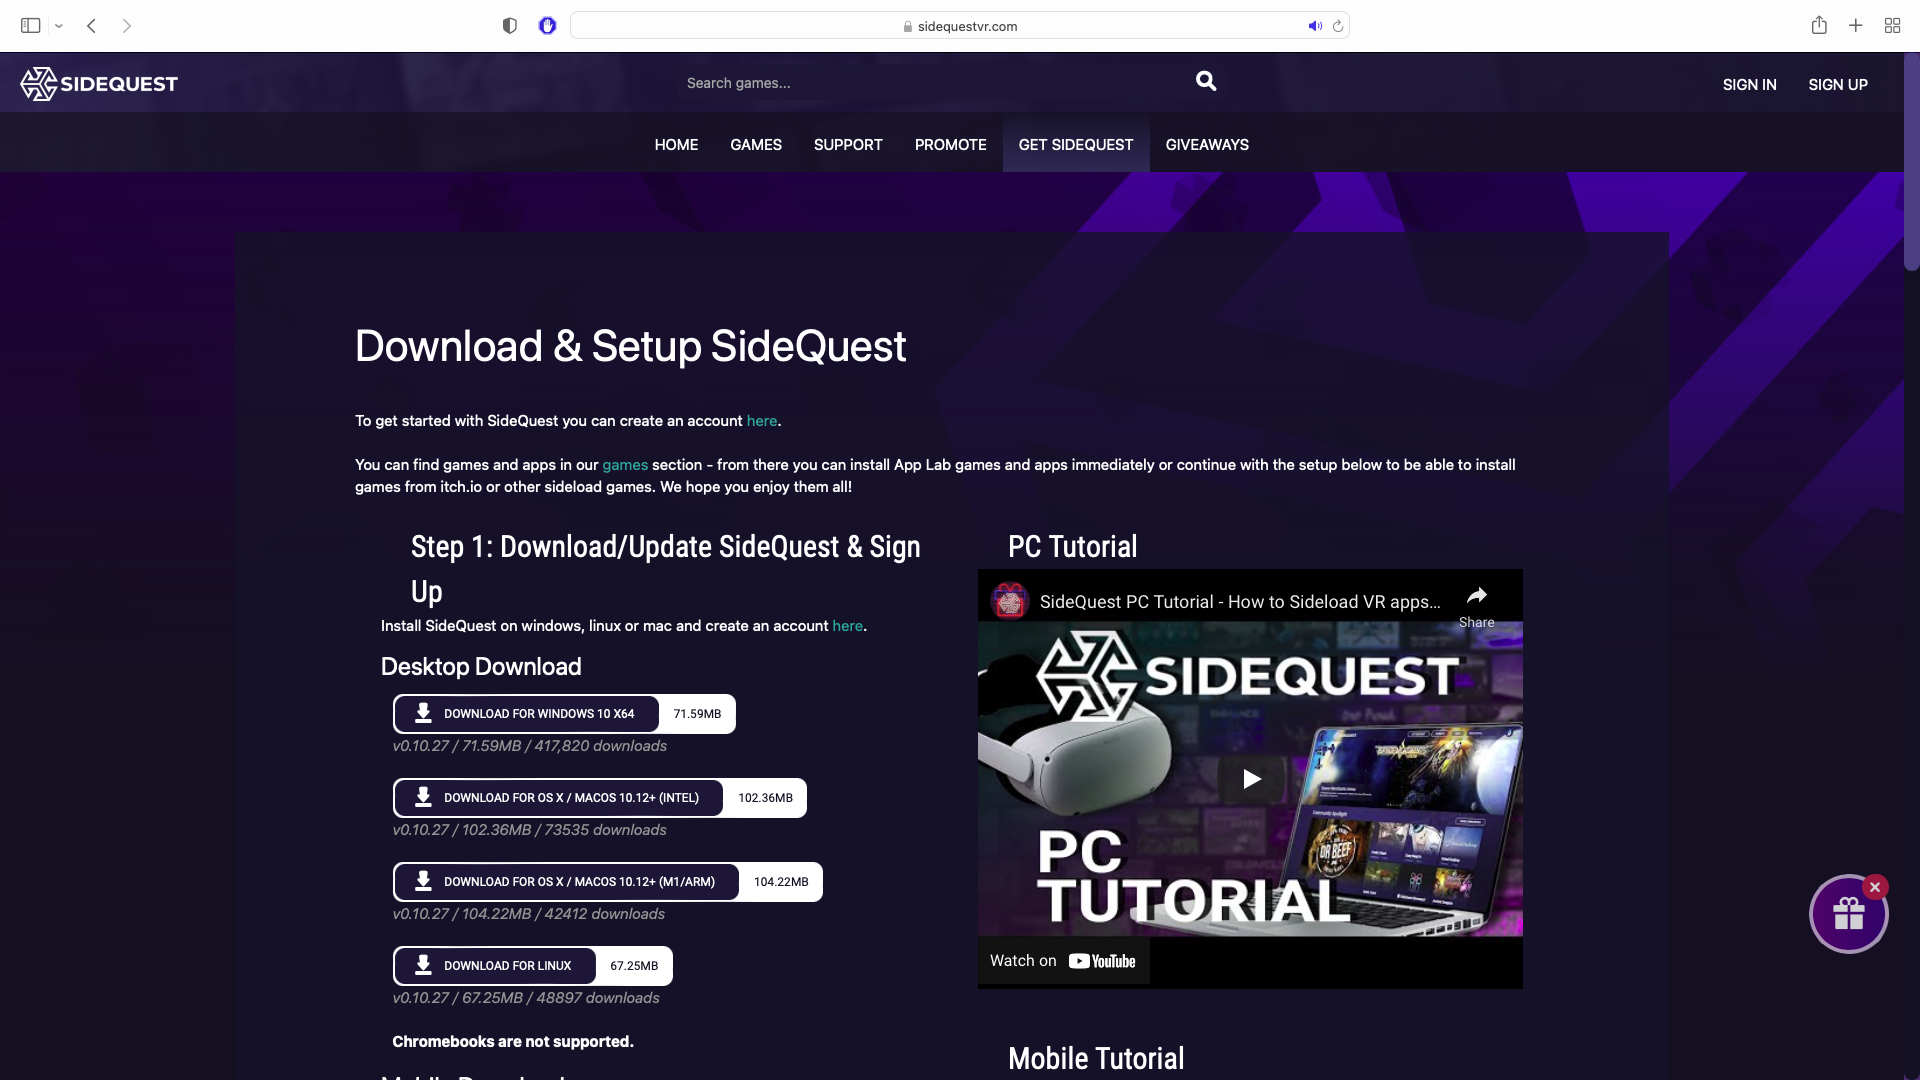 sidequestvr.com
SIDEQUEST
Search games...
SIGN IN
SIGN UP
HOME
GAMES
SUPPORT
PROMOTE
GET SIDEQUEST
GIVEAWAYS
Download & Setup SideQuest
To get started with SideQuest you can create an account here.
You can find games and apps in our games section - from there you can install App Lab games and apps immediately or continue with the setup below to be able to install
games from itch.io or other sideload games. We hope you enjoy them all!
Step 1: Download/Update SideQuest & Sign
Up
Install SideQuest on windows, linux or mac and create an account here.
Desktop Download
DOWNLOAD FOR WINDOWS 10 X64 71.59MB
v0.10.27 / 71.59MB / 417,820 downloads
DOWNLOAD FOR OS X / MACOS 10.12+ (INTEL) 102.36MB
v0.10.27 / 102.36MB / 73535 downloads
DOWNLOAD FOR OS X / MACOS 10.12+ (M1/ARM) 104.22MB
v0.10.27 / 104.22MB / 42412 downloads
DOWNLOAD FOR LINUX 67.25MB
v0.10.27 / 67.25MB / 48897 downloads
Chromebooks are not supported.
PC Tutorial
SideQuest PC Tutorial - How to Sideload VR apps...
Share
SIDEQUEST
DR BEEF
PC
TUTORIAL
Watch on YouTube
Mobile Tutorial